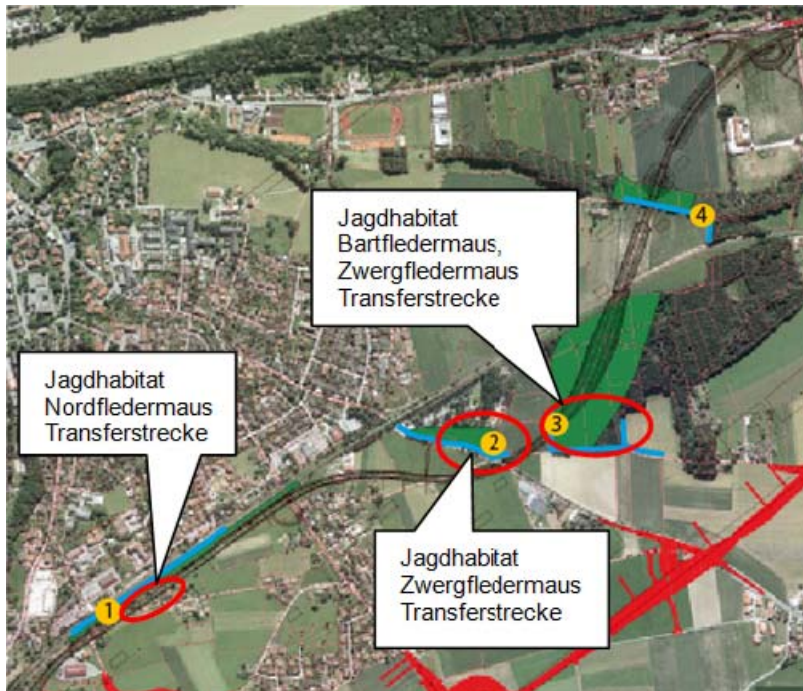 Jagdhabitat
Bartfledermaus,
Zwergfledermaus
Transferstrecke
4
Jagdhabitat
Nordfledermaus
Transferstrecke
3
2
1
Jagdhabitat
Zwergfledermaus
Transferstrecke